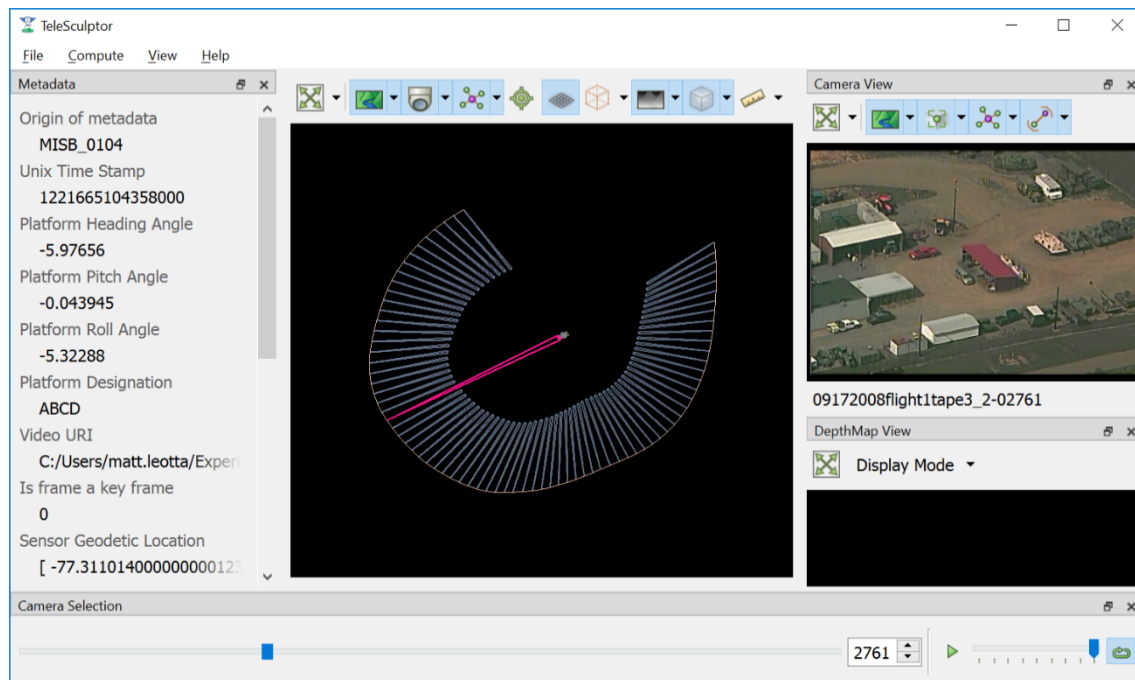 TeleSculptor
File Compute View Help
Metadata
Origin of metadata
MISB_0104
Unix Time Stamp
1221665104358000
Platform Heading Angle
-5.97656
Platform Pitch Angle
-0.043945
Platform Roll Angle
-5.32288
Platform Designation
ABCD
Video URI
C:/Users/matt.leotta/Experi
Is frame a key frame
0
Sensor Geodetic Location
[ -77.3110140000000012
Camera View
09172008flight1tape3_2-02761
DepthMap View
Display Mode
Camera Selection
2761